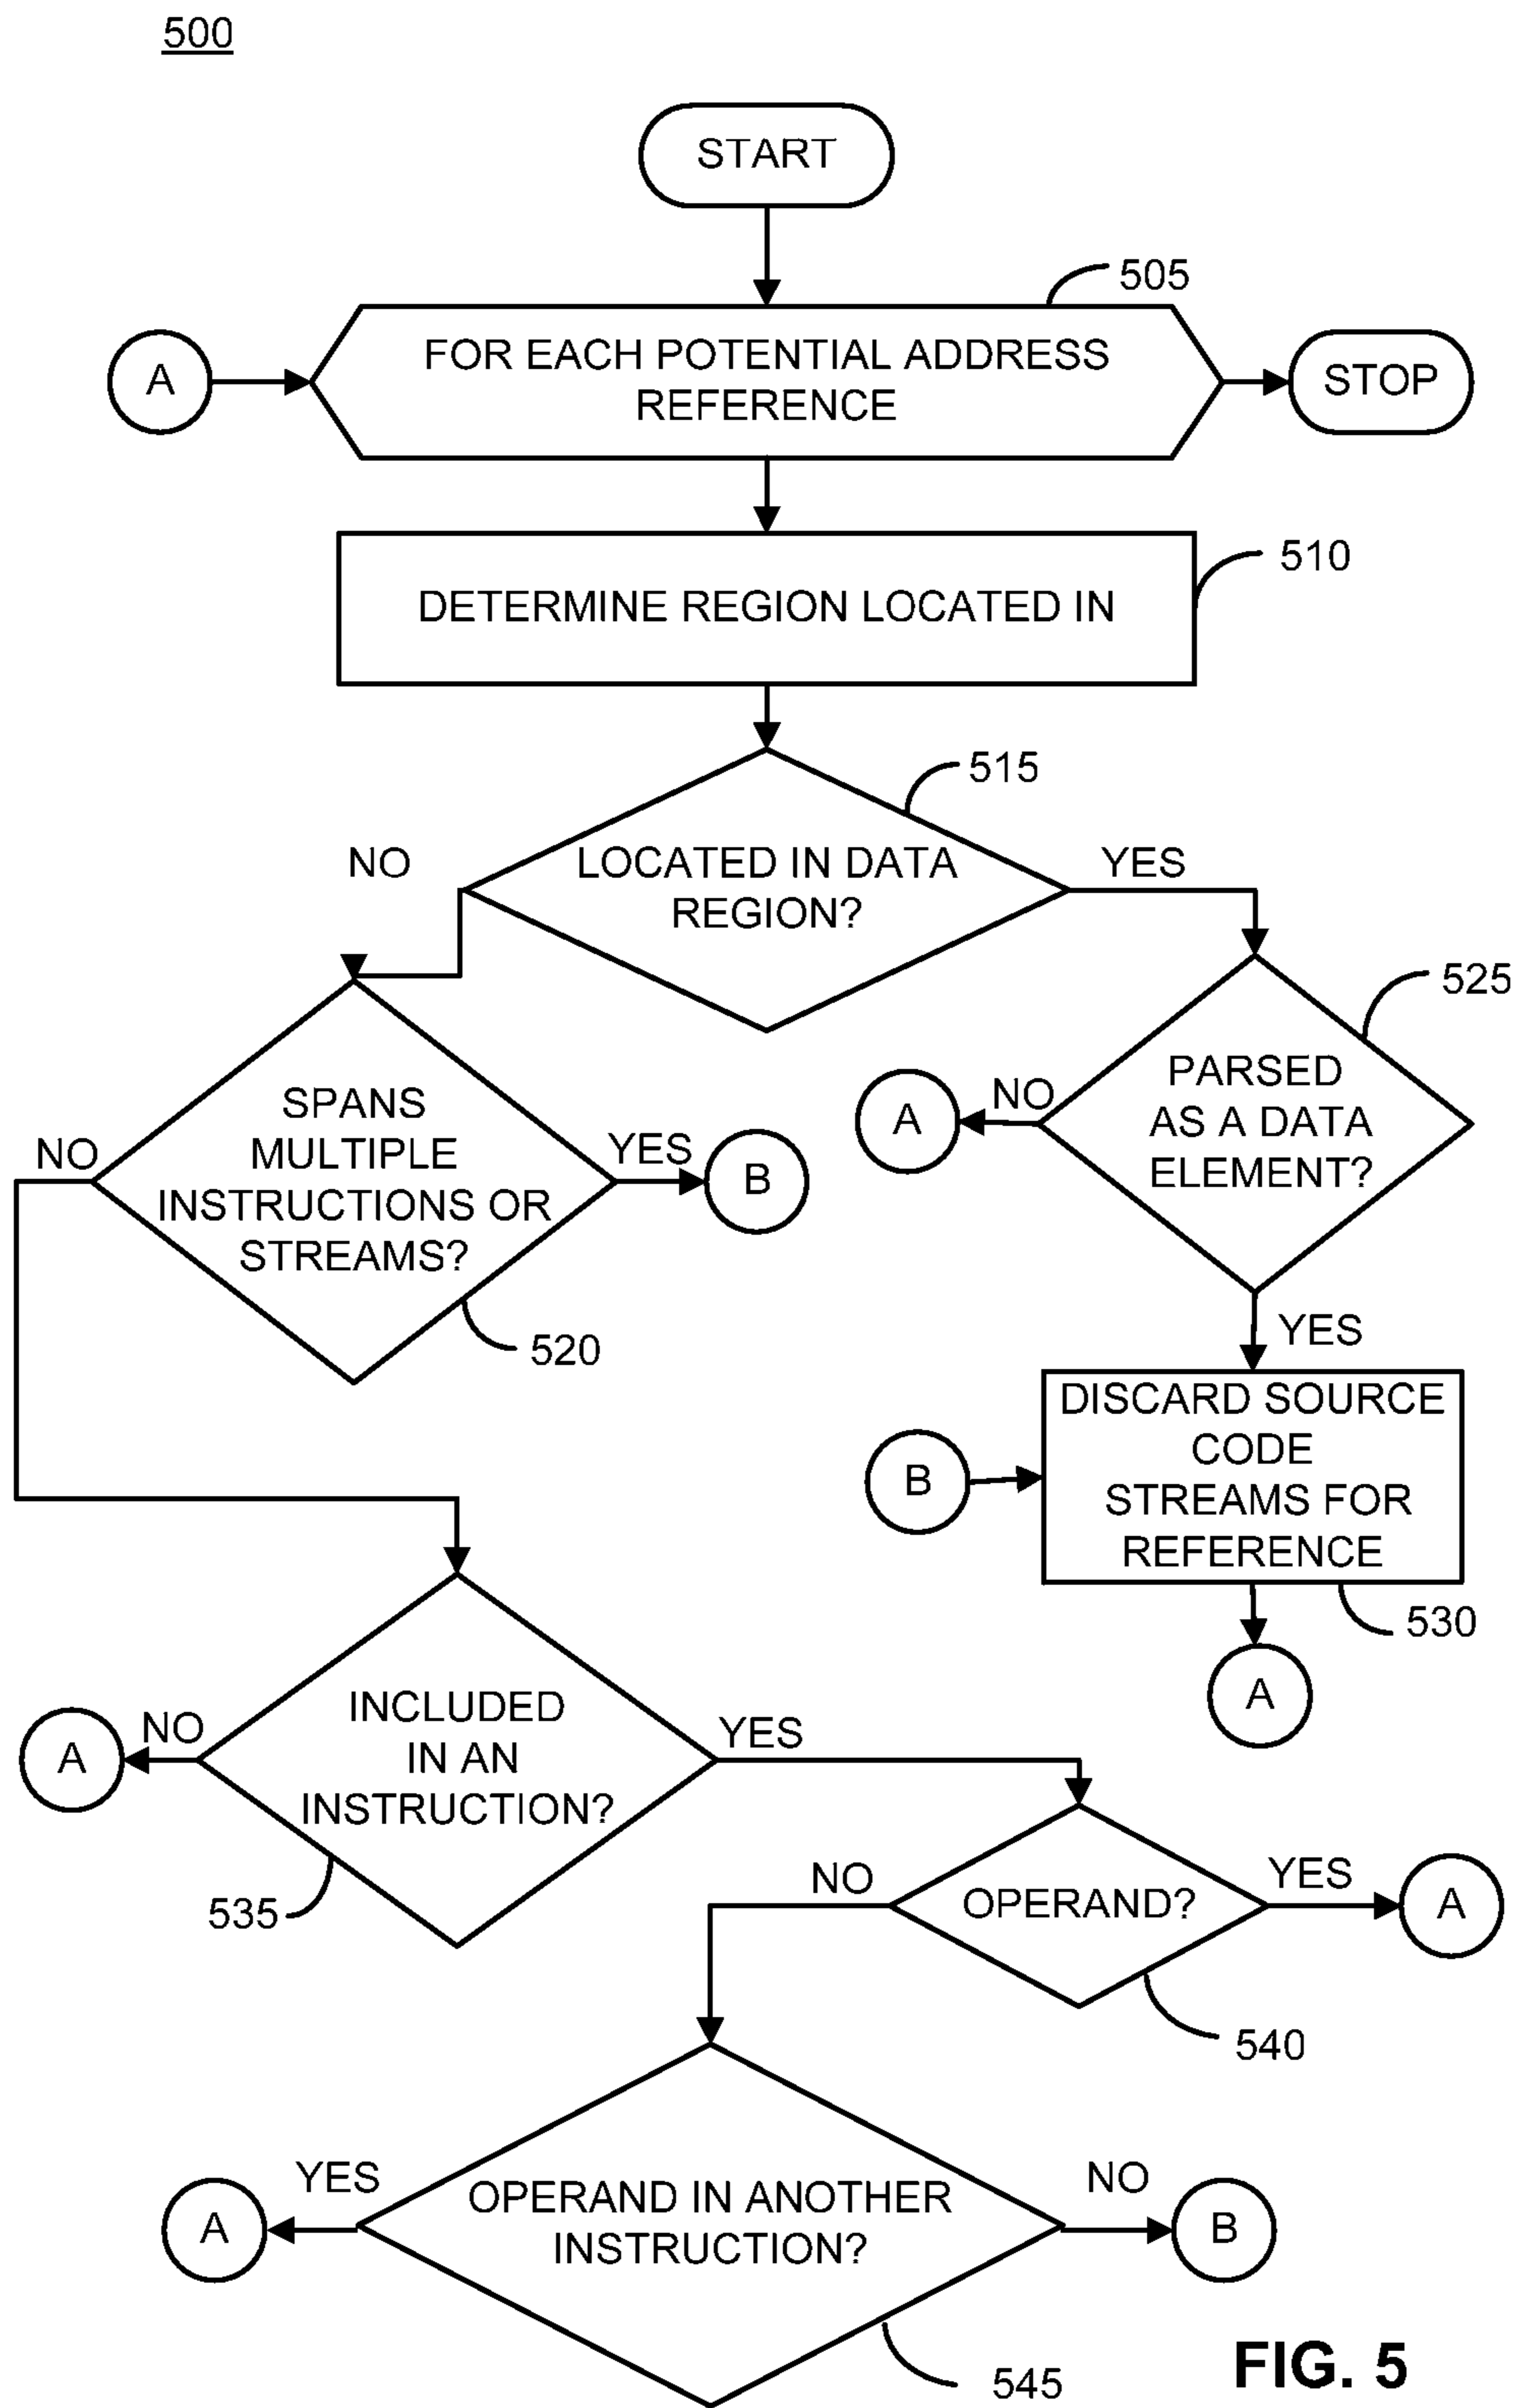 500
START
505
FOR EACH POTENTIAL ADDRESS
REFERENCE
A
STOP
510
DETERMINE REGION LOCATED IN
515
NO
LOCATED IN DATA
REGION?
YES
525
PARSED
AS A DATA
ELEMENT?
NO
A
SPANS
MULTIPLE
INSTRUCTIONS OR
STREAMS?
NO
YES
B
520
YES
DISCARD SOURCE
CODE
STREAMS FOR
REFERENCE
B
530
A
INCLUDED
IN AN
INSTRUCTION?
NO
A
YES
535
NO
OPERAND?
YES
A
540
YES
A
OPERAND IN ANOTHER
INSTRUCTION?
NO
B
545
FIG. 5